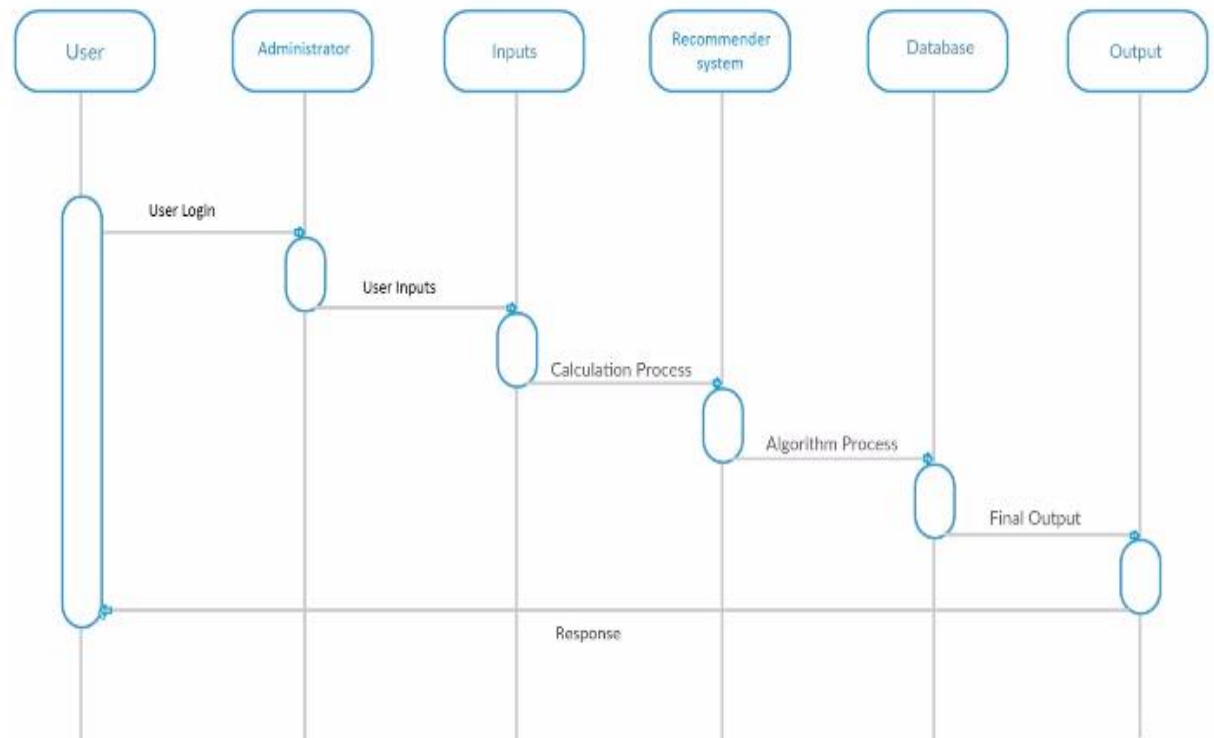 User
Administrator
Inputs
Recommender
system
Database
Output
User Login
User Inputs
Calculation Process
Algorithm Process
Final Output
Response